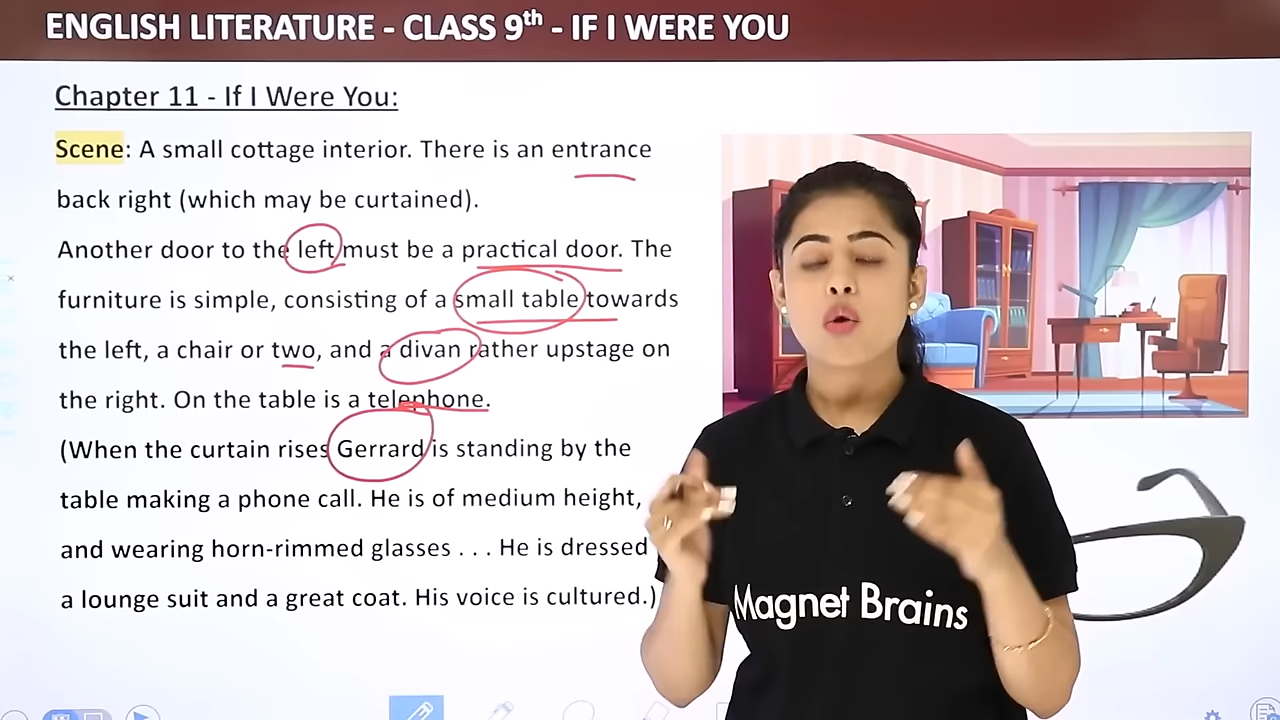 ENGLISH LITERATURE - CLASS 9th - IF I WERE YOU
Chapter 11 - If I Were You:
Scene: A small cottage interior. There is an entrance
back right (which may be curtained).
Another door to the left must be a practical door. The
furniture is simple, consisting of a small table towards
the left, a chair or two, and a divan rather upstage on
the right. On the table is a telephone.
(When the curtain rises Gerrard is standing by the
table making a phone call. He is of medium height,
and wearing horn-rimmed glasses . . . He is dressed
a lounge suit and a great coat. His voice is cultured.)
Magnet Brains